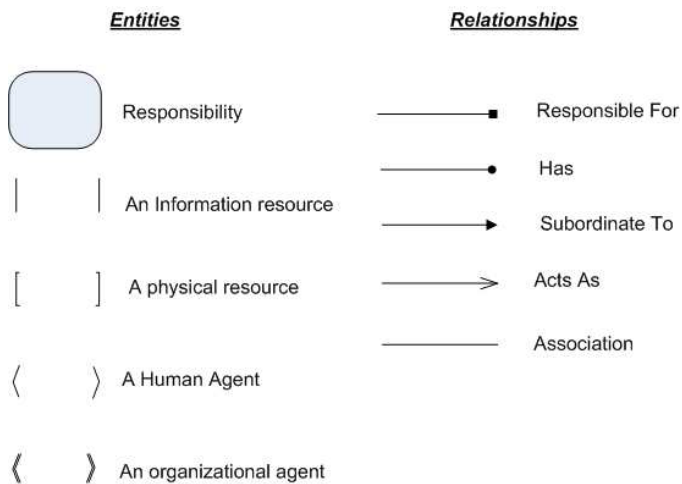 Entities
Relationships
Responsibility
Responsible For
An Information resource
Has
Subordinate To
A physical resource
Acts As
A Human Agent
Association
An organizational agent